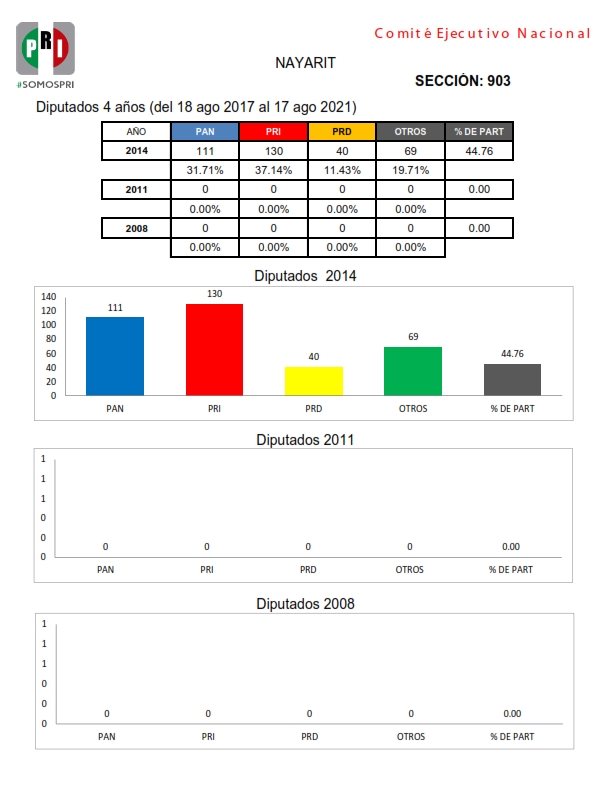 Comité Ejecutivo Nacional
PRI
#SOMOSPRI
NAYARIT
SECCIÓN: 903
Diputados 4 años (del 18 ago 2017 al 17 ago 2021)
AÑO PAN PRI PRD OTROS % DE PART
2014 111 130 40 69 44.76
31.71% 37.14% 11.43% 19.71%
2011 0 0 0 0 0.00
0.00% 0.00% 0.00% 0.00%
2008 0 0 0 0 0.00
0.00% 0.00% 0.00% 0.00%
Diputados 2014
140
120
100
80
60
40
20
0
111 130 40 69 44.76
PAN PRI PRD OTROS % DE PART
Diputados 2011
1
1
1
0
0
0
0 0 0 0 0.00
PAN PRI PRD OTROS % DE PART
Diputados 2008
1
1
1
0
0
0
0 0 0 0 0.00
PAN PRI PRD OTROS % DE PART